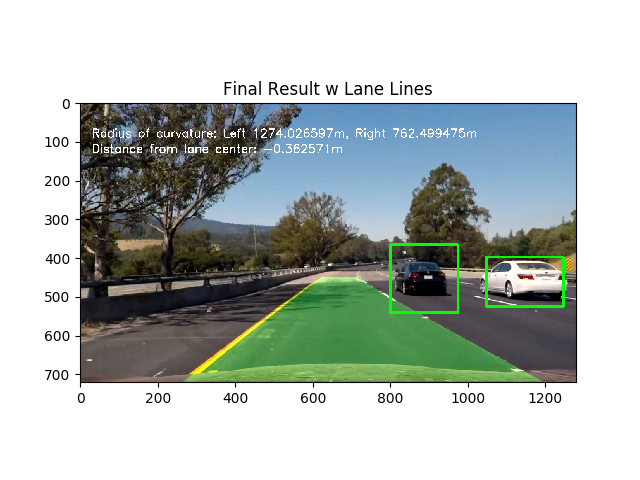 Final Result w Lane Lines
0
100
200
300
400
500
600
700
Radius of curvature: Left 1274.026597m, Right 762.499475m
Distance from lane center: -0.362571m
0 200 400 600 800 1000 1200